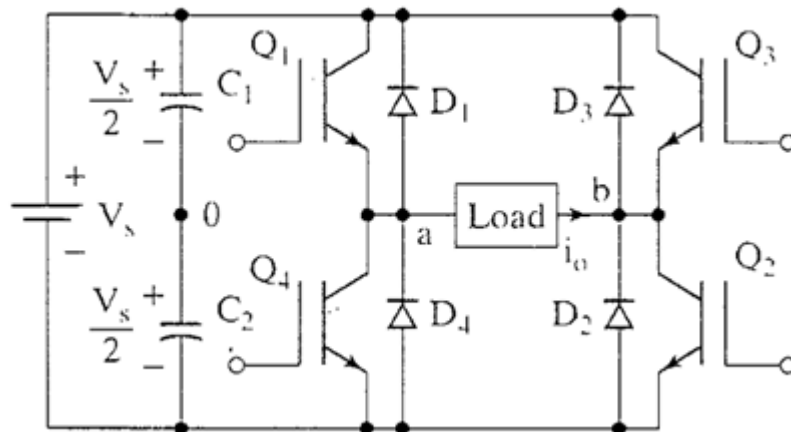 Q₁
Q₃
Vₛ/2
+
−
C₁
D₁
D₃
+
−
Vₛ
0
a
Load
b
iₒ
Q₄
Q₂
Vₛ/2
+
−
C₂
D₄
D₂